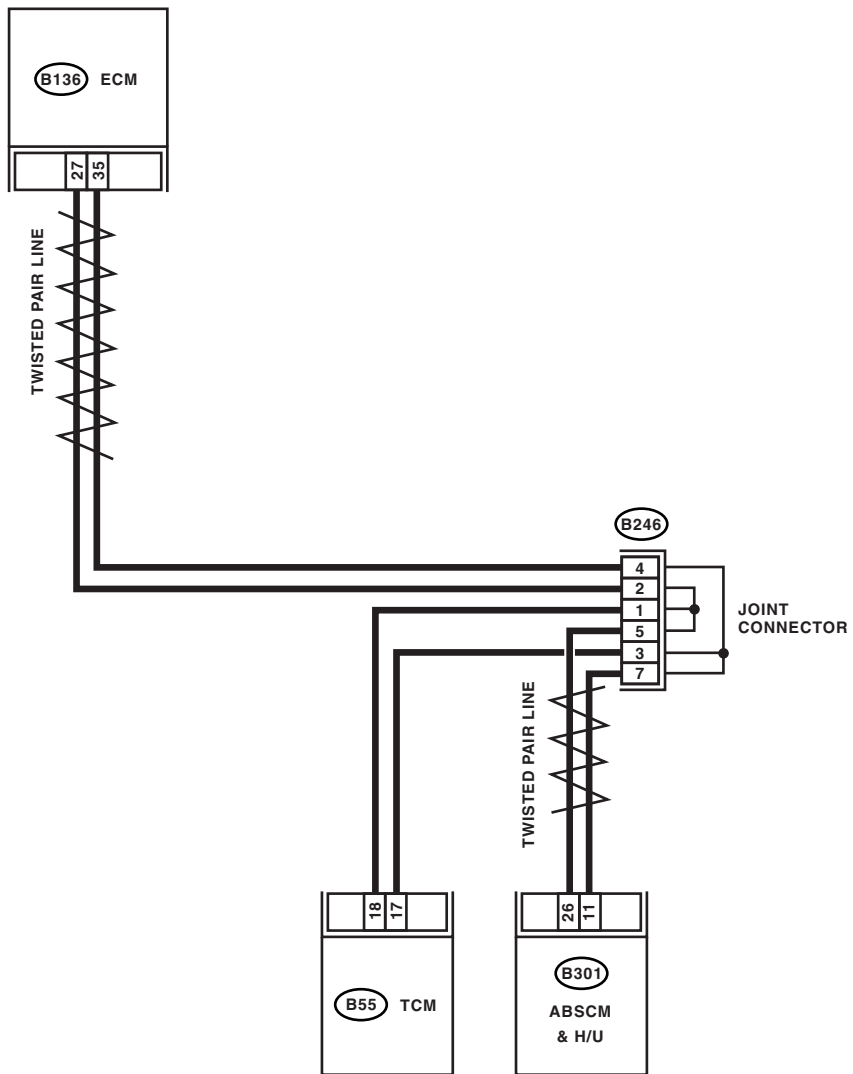 B136 ECM
27 35
TWISTED PAIR LINE
B246
4
2
1
5
3
7
JOINT
CONNECTOR
TWISTED PAIR LINE
18 17
26 11
B55 TCM
B301
ABSCM
& H/U